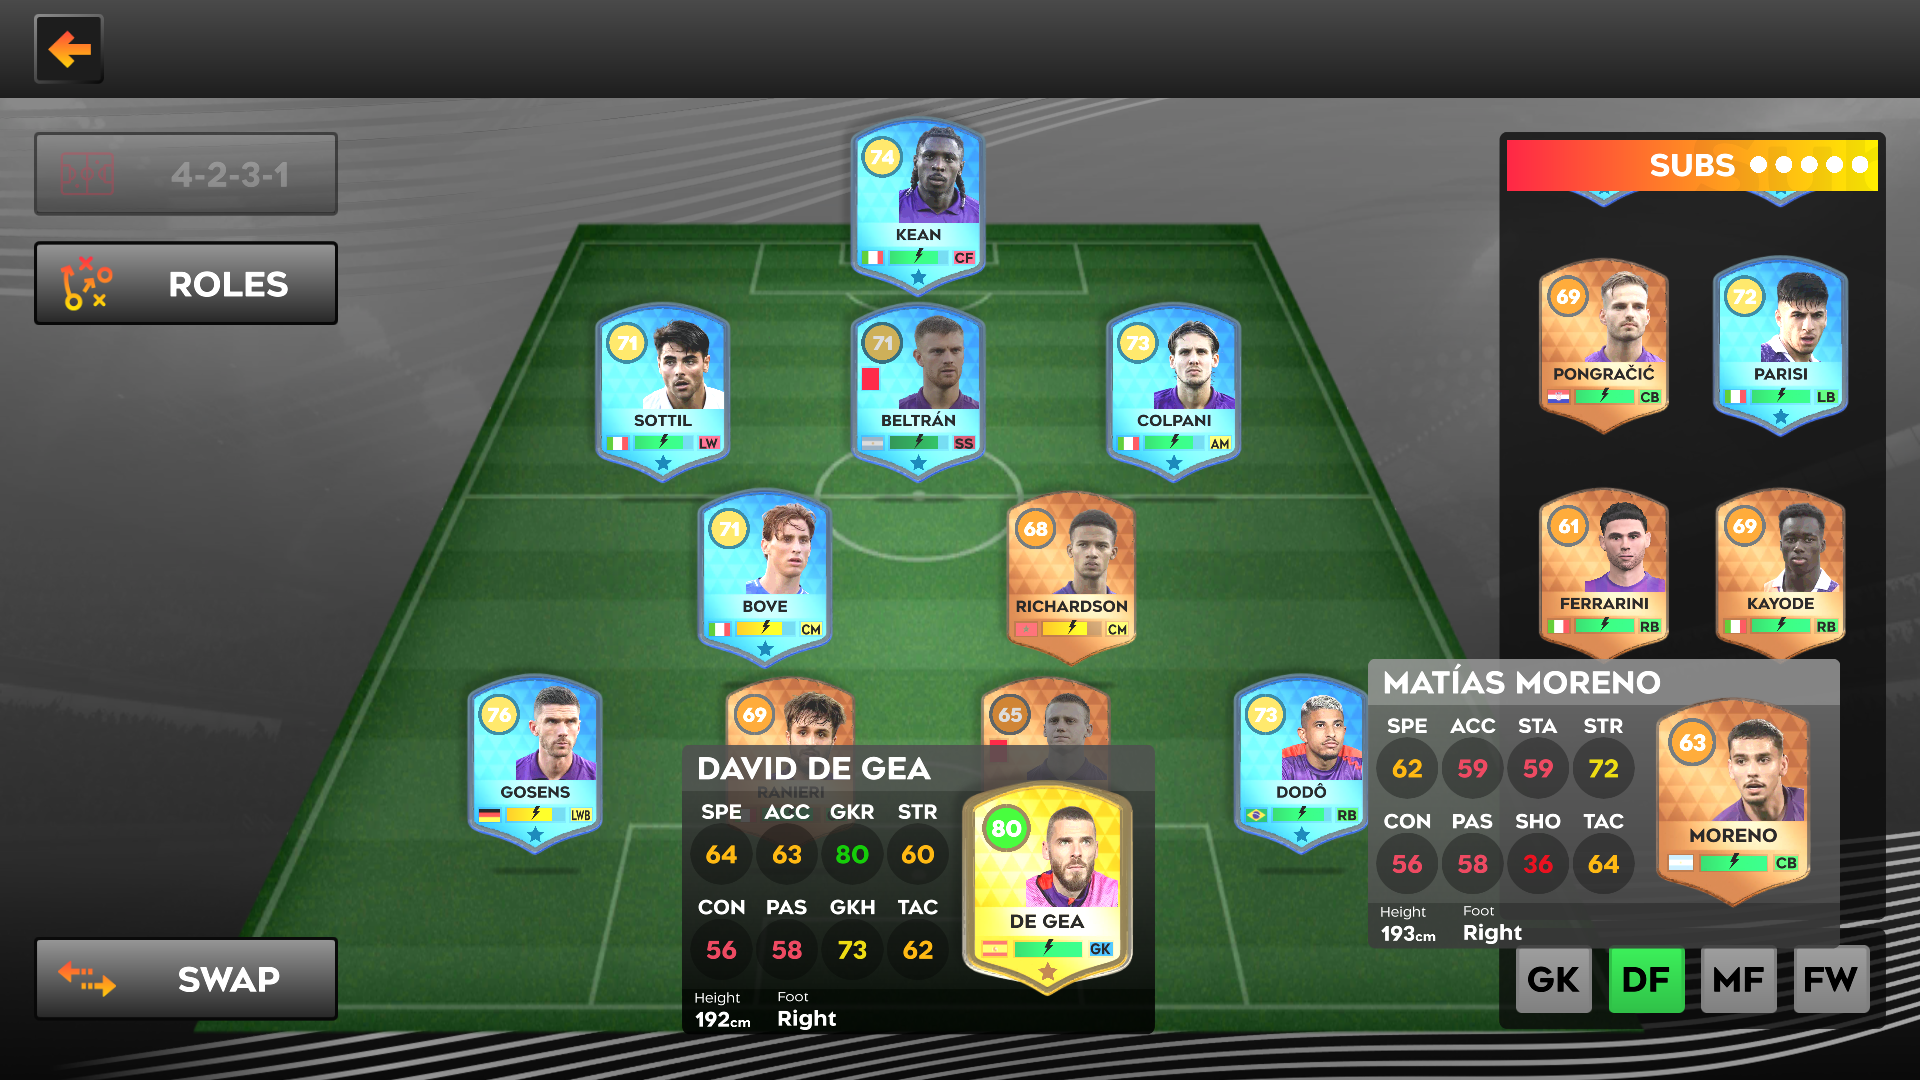 4-2-3-1
ROLES
SUBS
74
KEAN
CF
71
SOTTIL
LW
71
BELTRÁN
SS
73
COLPANI
AM
71
BOVE
CM
68
RICHARDSON
CM
76
GOSENS
LWB
69
RANIERI
65
73
DODÔ
RB
69
PONGRAČIĆ
CB
72
PARISI
LB
61
FERRARINI
RB
69
KAYODE
RB
DAVID DE GEA
SPE ACC GKR STR
64 63 80 60
CON PAS GKH TAC
56 58 73 62
Height Foot
192cm Right
80
DE GEA
GK
MATÍAS MORENO
SPE ACC STA STR
62 59 59 72
CON PAS SHO TAC
56 58 36 64
Height Foot
193cm Right
63
MORENO
CB
SWAP
GK DF MF FW